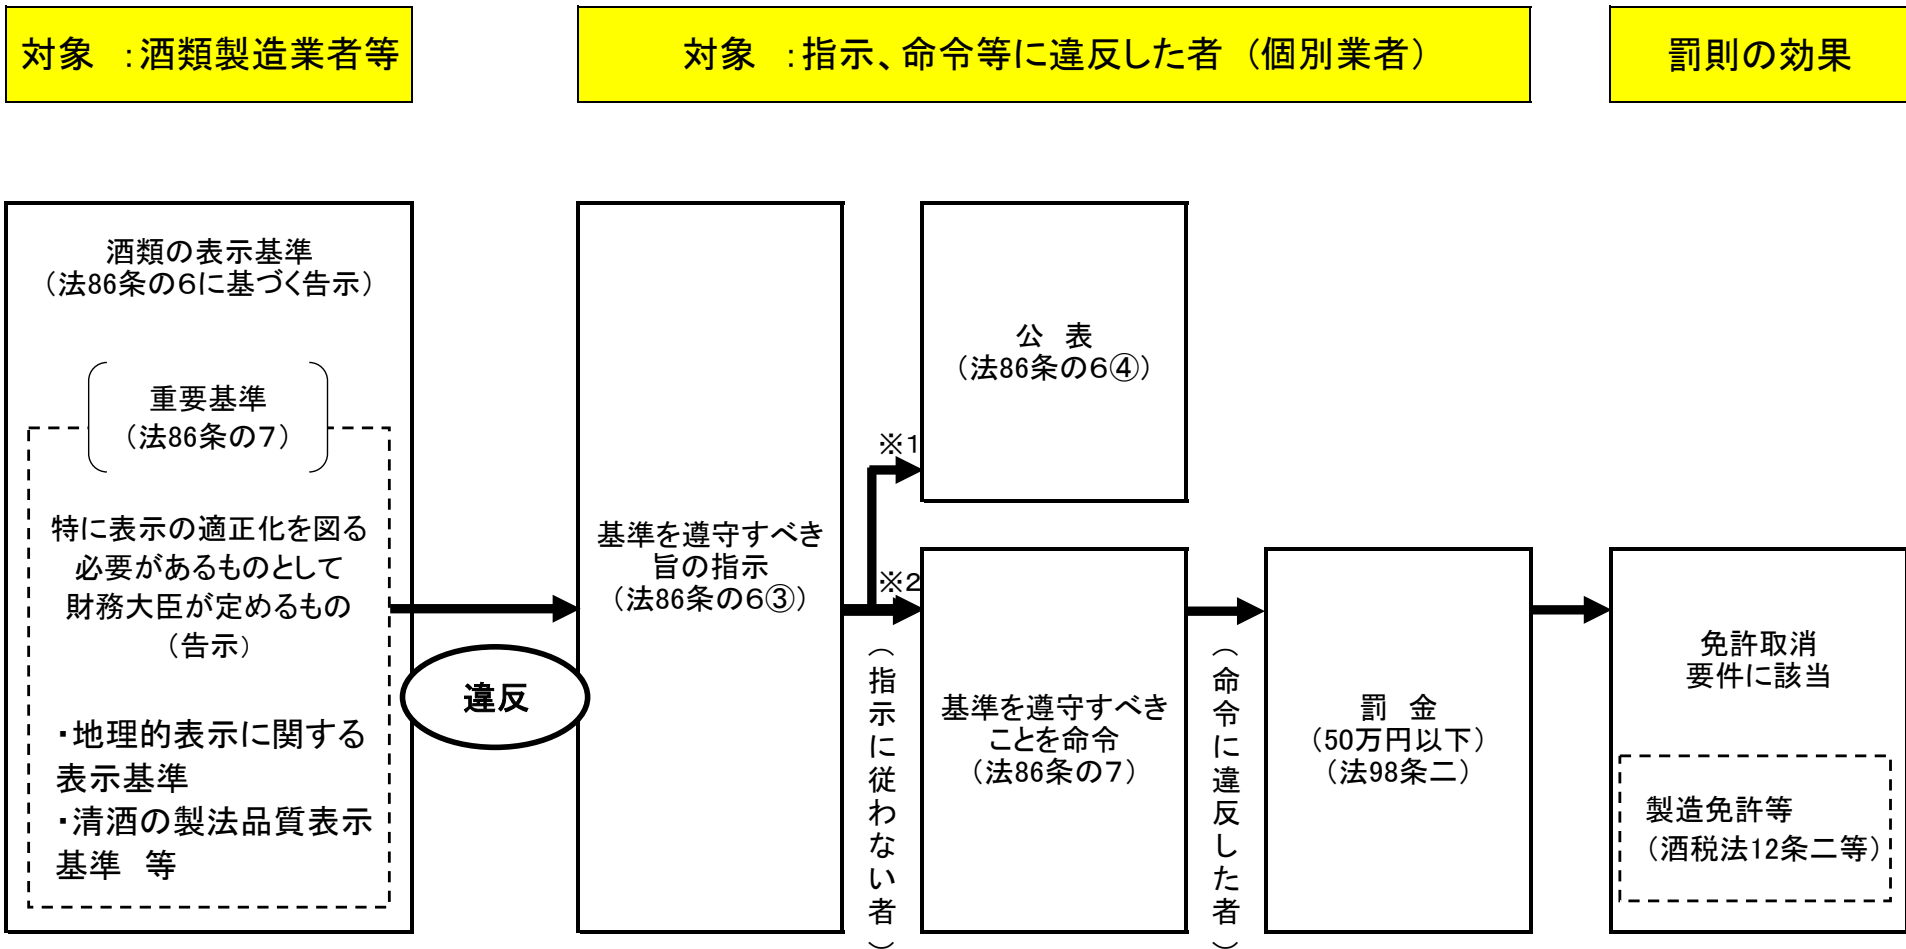 対象 :酒類製造業者等
対象 :指示、命令等に違反した者(個別業者)
罰則の効果
酒類の表示基準
(法86条の6に基づく告示)
重要基準
(法86条の7)
特に表示の適正化を図る
必要があるものとして
財務大臣が定めるもの
(告示)
・地理的表示に関する
表示基準
・清酒の製法品質表示
基準 等
違反
基準を遵守すべき
旨の指示
(法86条の6③)
※1
※2
(指示に従わない者)
公 表
(法86条の6④)
基準を遵守すべき
ことを命令
(法86条の7)
(命令に違反した者)
罰 金
(50万円以下)
(法98条二)
免許取消
要件に該当
製造免許等
(酒税法12条二等)